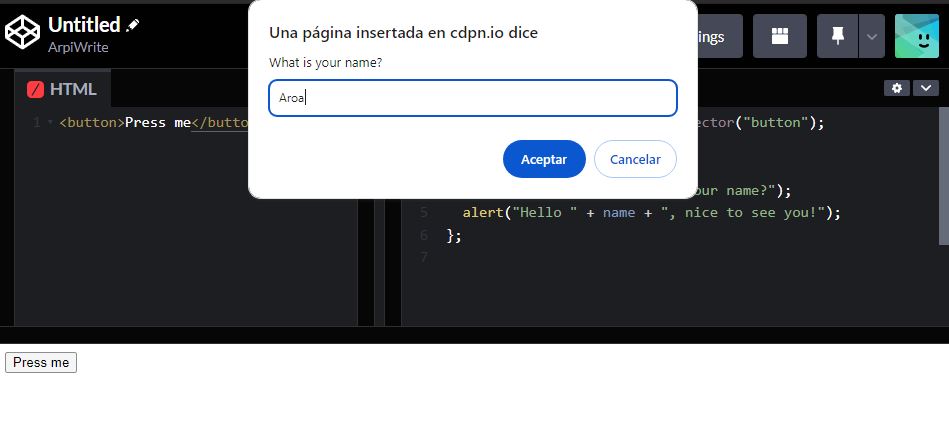 Untitled
ArpiWrite
Una página insertada en cdpn.io dice
What is your name?
Aroa
Aceptar
Cancelar
ings
HTML
1 <button>Press me</butto
ector("button");
our name?");
5 alert("Hello " + name + ", nice to see you!");
6 };
7
Press me